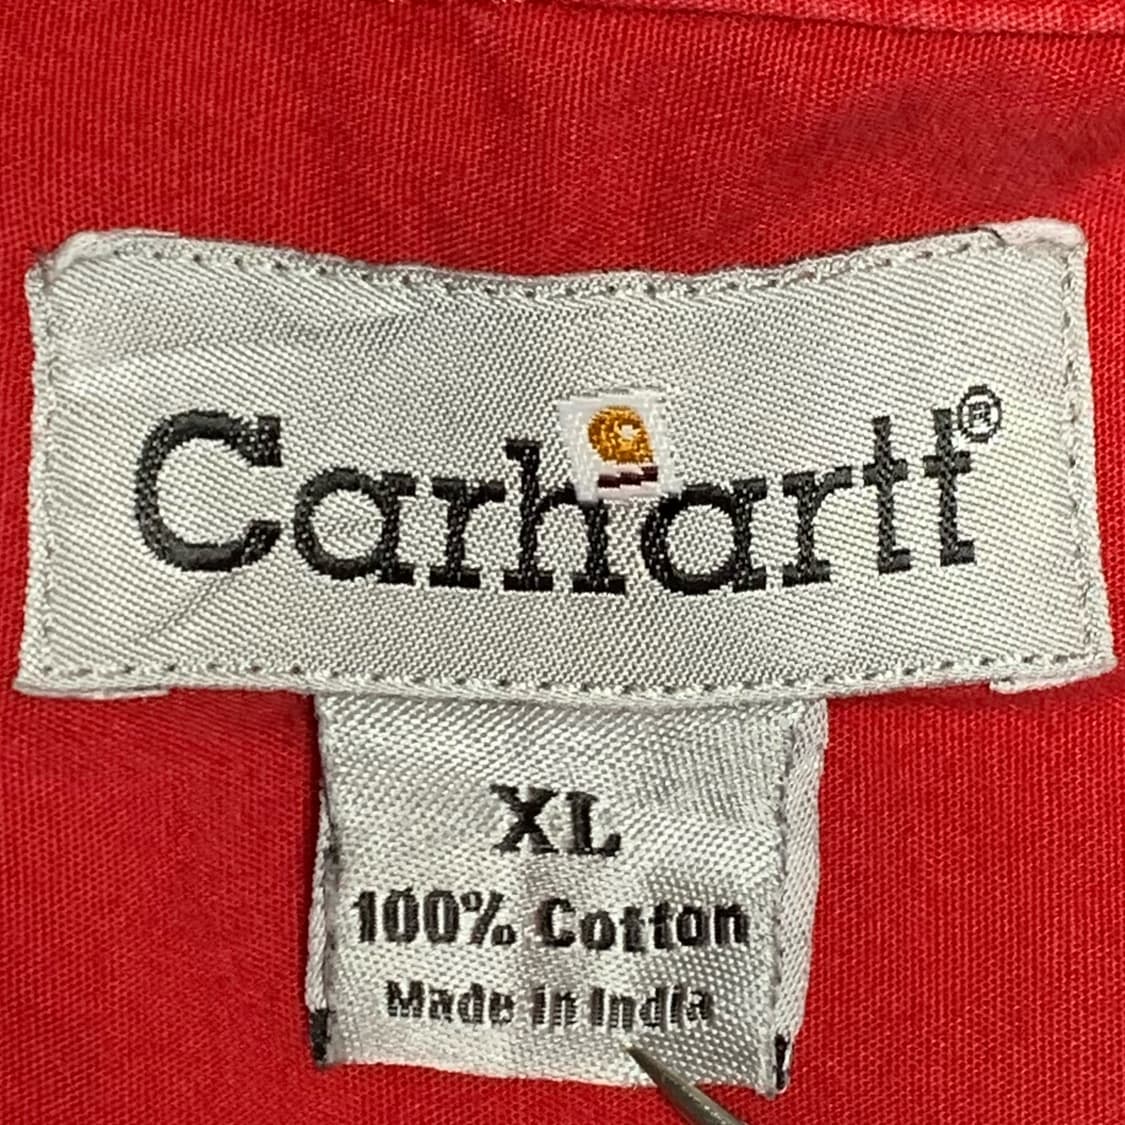 Carhartt®
XL
100% Cotton
Made in India